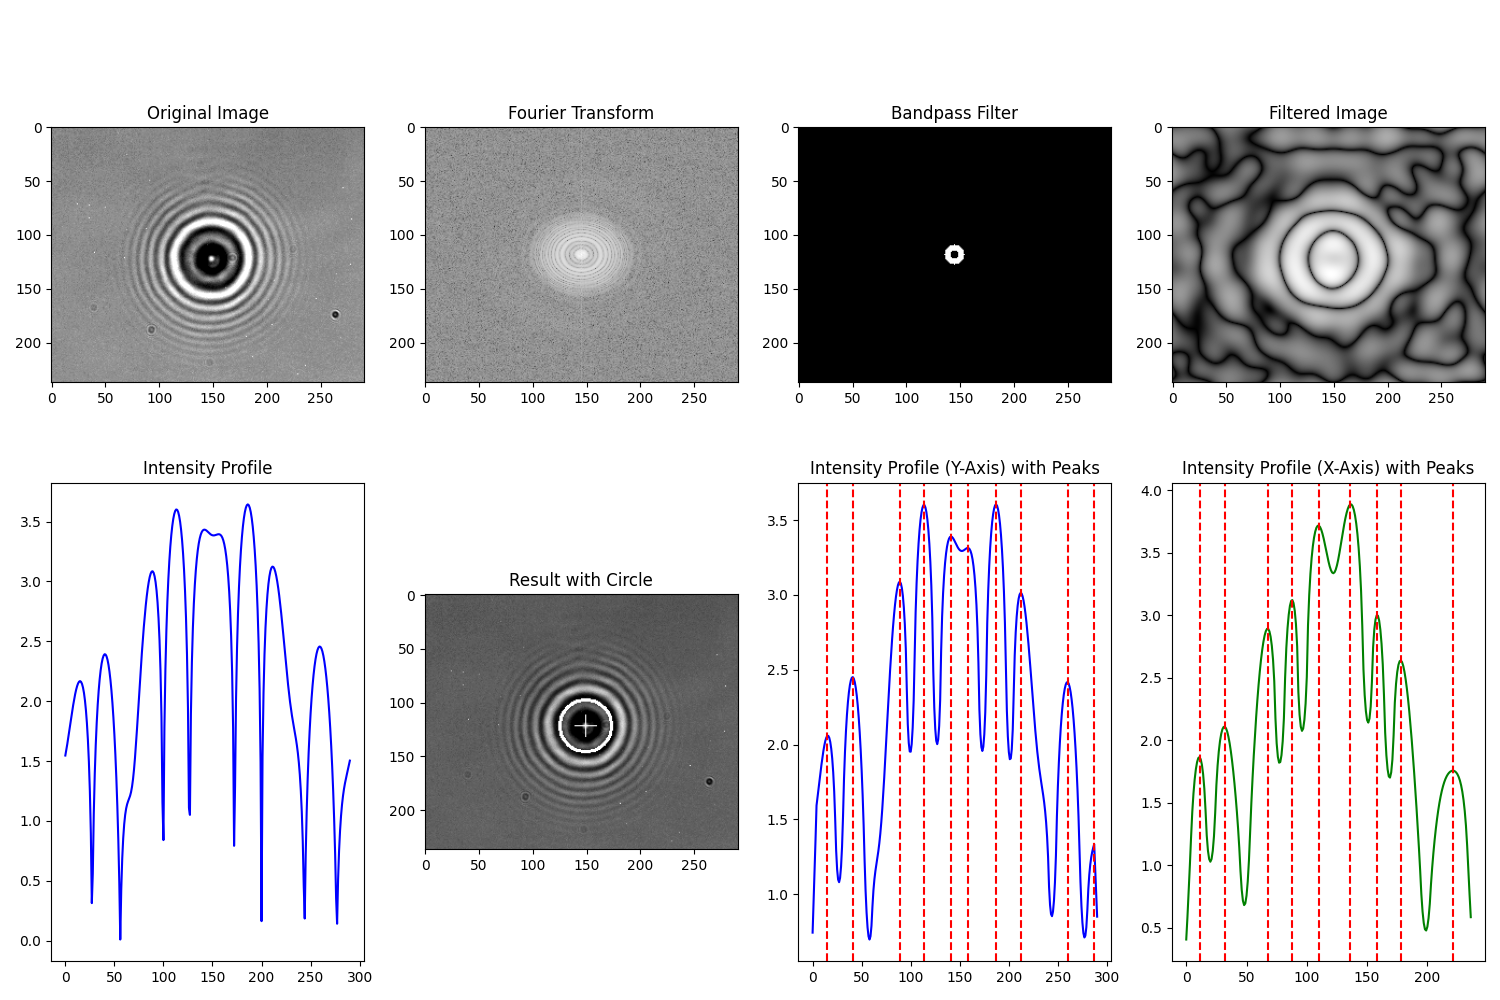 Original Image
Fourier Transform
Bandpass Filter
Filtered Image
0
50
100
150
200
0 50 100 150 200 250
0
50
100
150
200
0 50 100 150 200 250
0
50
100
150
200
0 50 100 150 200 250
0
50
100
150
200
0 50 100 150 200 250
Intensity Profile
3.5
3.0
2.5
2.0
1.5
1.0
0.5
0.0
0 50 100 150 200 250 300
Result with Circle
0
50
100
150
200
0 50 100 150 200 250
Intensity Profile (Y-Axis) with Peaks
3.5
3.0
2.5
2.0
1.5
1.0
0 50 100 150 200 250 300
Intensity Profile (X-Axis) with Peaks
4.0
3.5
3.0
2.5
2.0
1.5
1.0
0.5
0 50 100 150 200